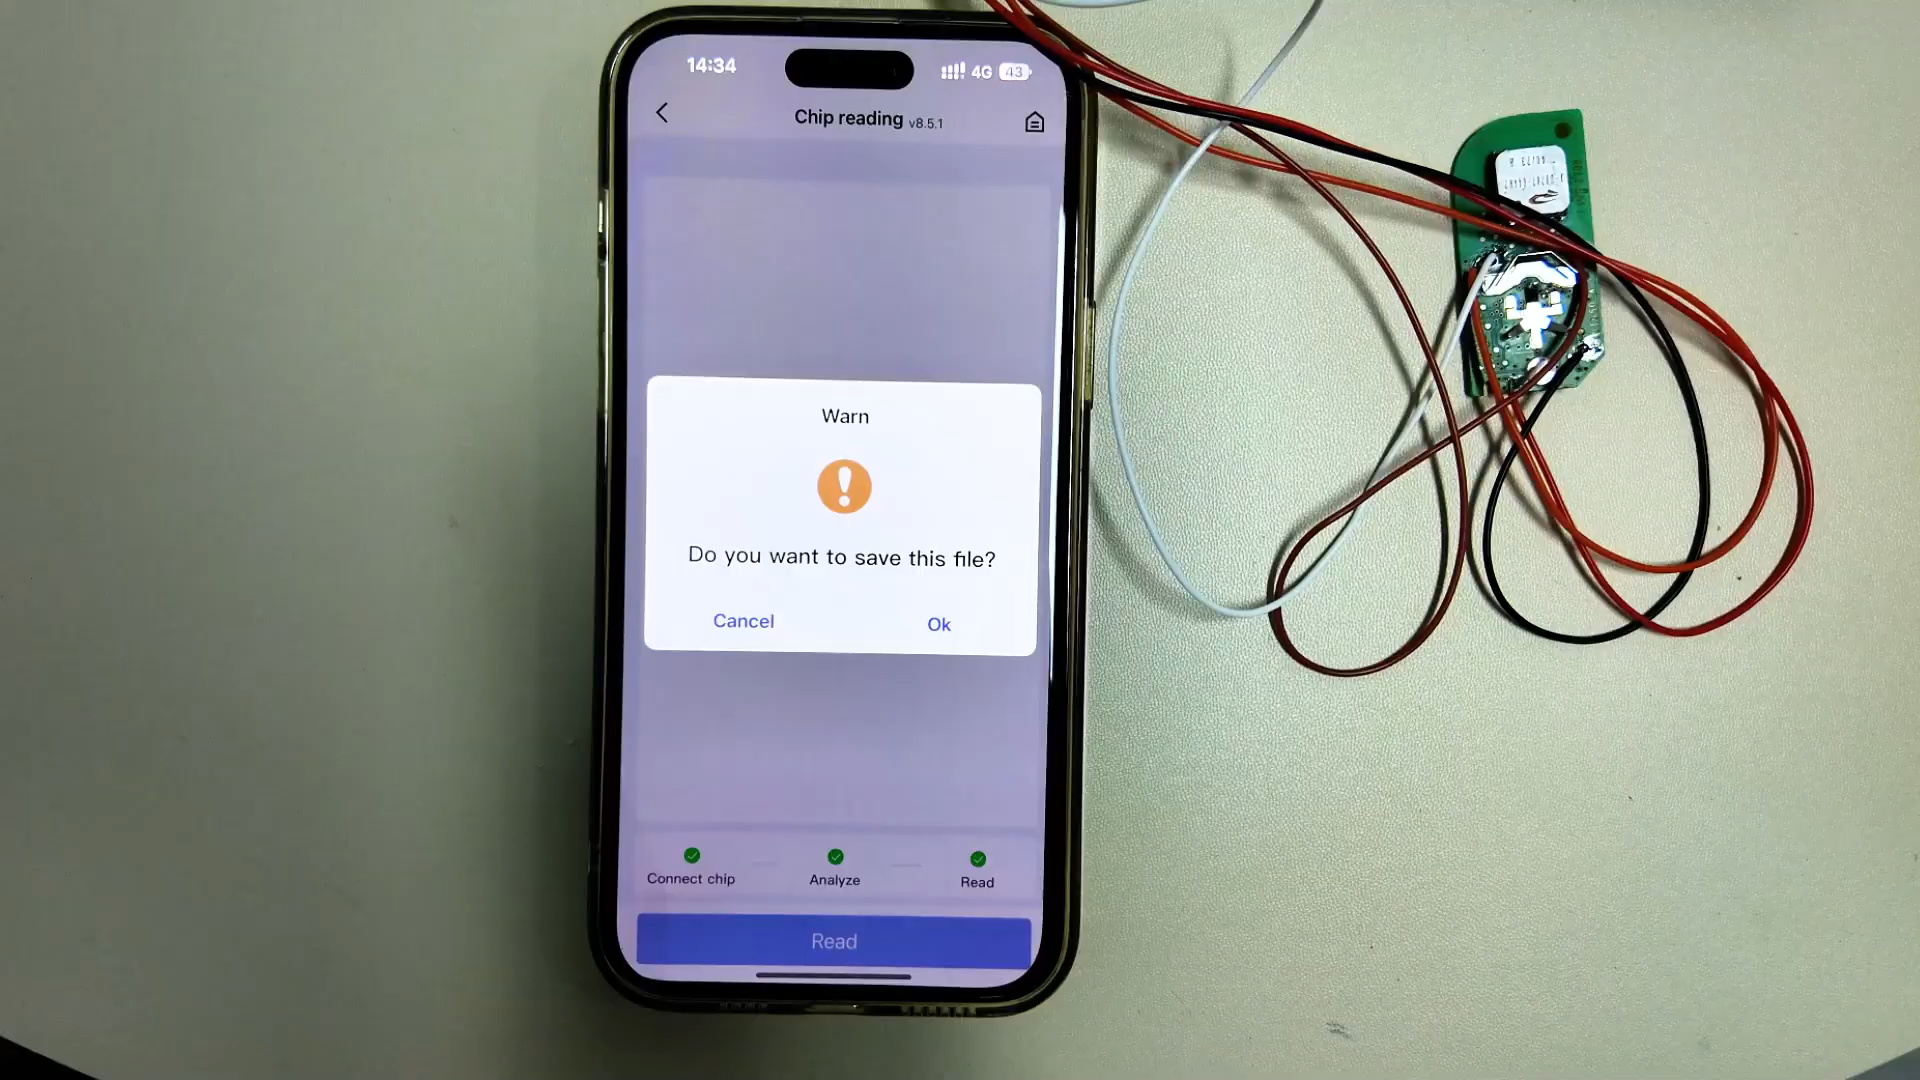 14:34
4G 43
Chip reading v8.5.1
Warn
Do you want to save this file?
Cancel Ok
Connect chip Analyze Read
Read